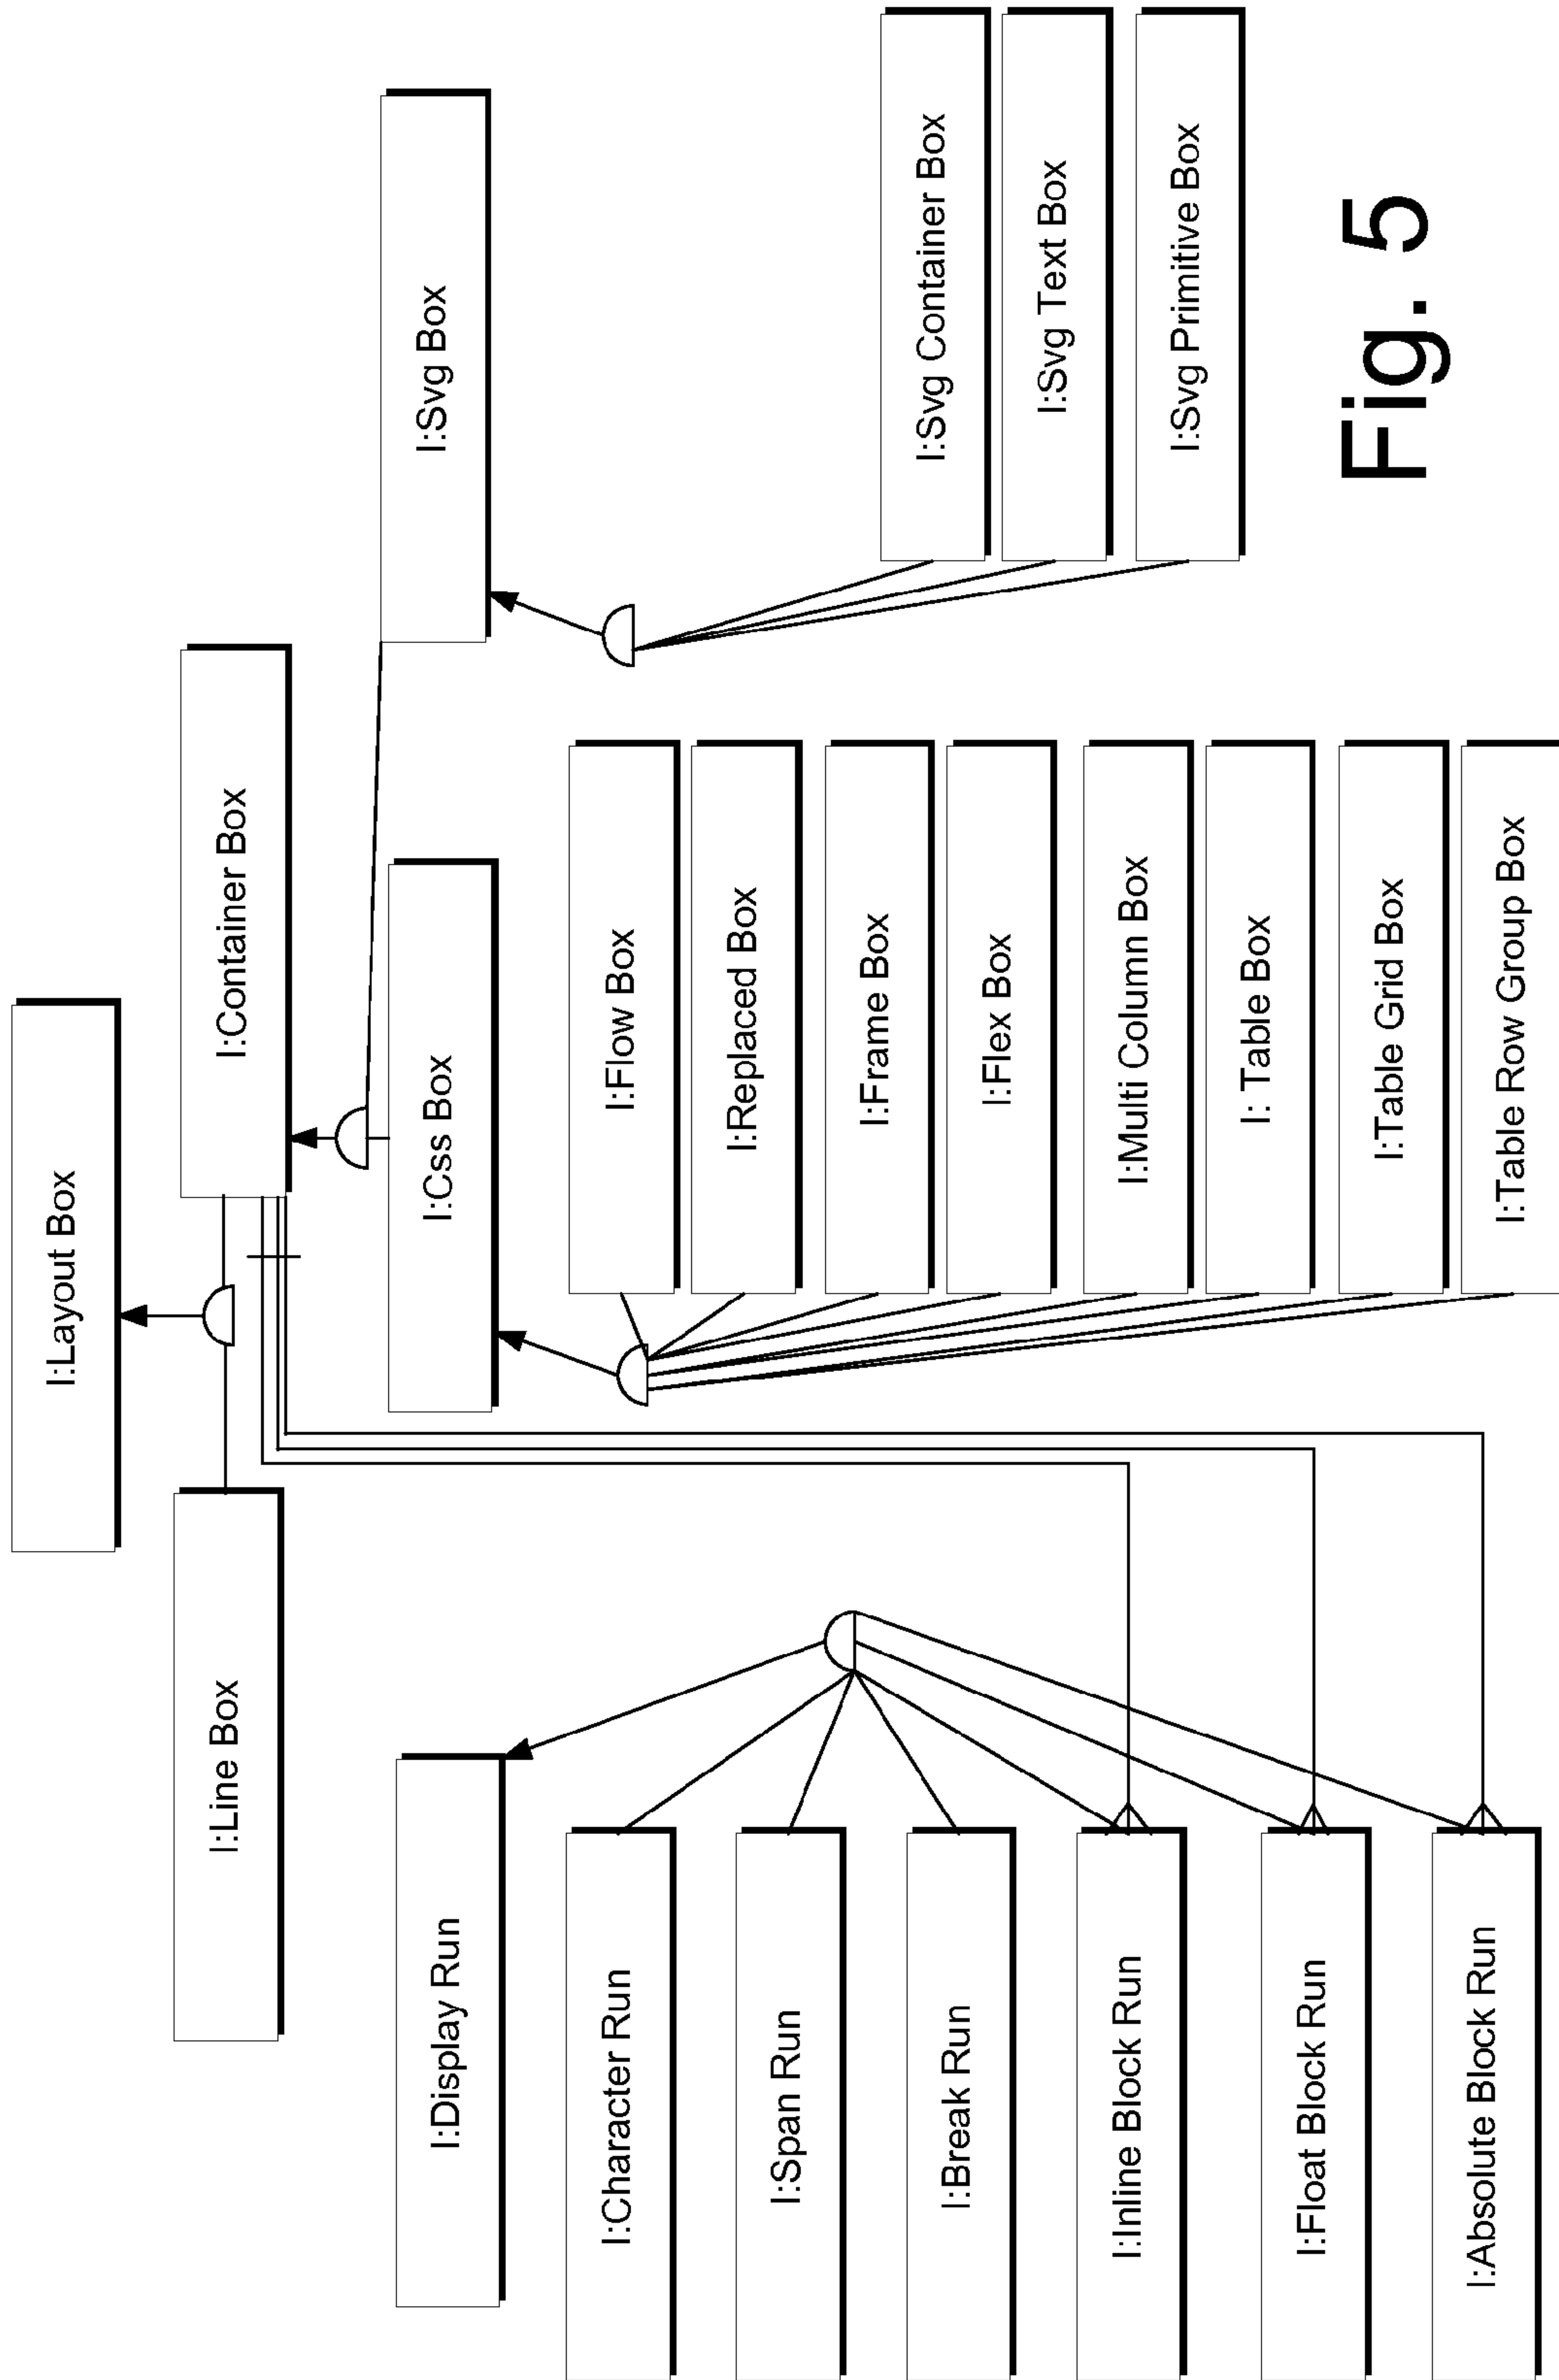 I:Layout Box
I:Line Box
I:Container Box
I:Display Run
I:Css Box
I:Svg Box
I:Character Run
I:Span Run
I:Break Run
I:Inline Block Run
I:Float Block Run
I:Absolute Block Run
I:Flow Box
I:Replaced Box
I:Frame Box
I:Flex Box
I:Multi Column Box
I: Table Box
I:Table Grid Box
I:Table Row Group Box
I:Svg Container Box
I:Svg Text Box
I:Svg Primitive Box
Fig. 5